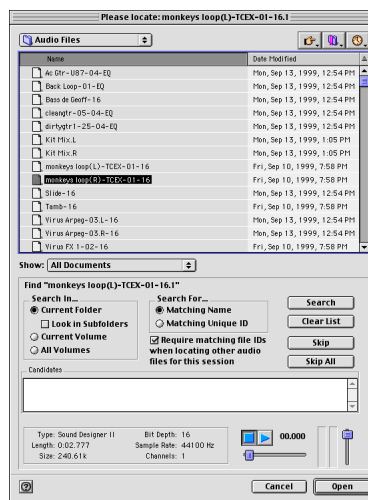 Please locate: monkeys loop(L)-TCEX-01-16.1
Audio Files
Name Date Modified
Ac Gtr-U87-04-EQ Mon, Sep 13, 1999, 12:54 PM
Back Loop-01-EQ Mon, Sep 13, 1999, 12:54 PM
Bass de Geoff-16 Mon, Sep 13, 1999, 12:54 PM
cleangtr-05-04-EQ Mon, Sep 13, 1999, 12:54 PM
dirtygtr1-25-04-EQ Mon, Sep 13, 1999, 12:54 PM
Kit Mix.L Mon, Sep 13, 1999, 1:05 PM
Kit Mix.R Mon, Sep 13, 1999, 1:05 PM
monkeys loop(L)-TCEX-01-16 Fri, Sep 10, 1999, 7:58 PM
monkeys loop(R)-TCEX-01-16 Fri, Sep 10, 1999, 7:58 PM
Slide-16 Mon, Sep 13, 1999, 12:54 PM
Tamb-16 Fri, Sep 10, 1999, 7:58 PM
Virus Arpeg-03.L-16 Mon, Sep 13, 1999, 12:54 PM
Virus Arpeg-03.R-16 Mon, Sep 13, 1999, 12:54 PM
Virus FX 1-02-16 Fri, Sep 10, 1999, 7:58 PM
Show: All Documents
Find "monkeys loop(L)-TCEX-01-16.1"
Search In...
Current Folder
Look in Subfolders
Current Volume
All Volumes
Search For...
Matching Name
Matching Unique ID
Require matching file IDs
when locating other audio
files for this session
Search
Clear List
Skip
Skip All
Candidates
Type: Sound Designer II Bit Depth: 16
Length: 0:02.777 Sample Rate: 44100 Hz
Size: 240.61k Channels: 1
00.000
Cancel Open